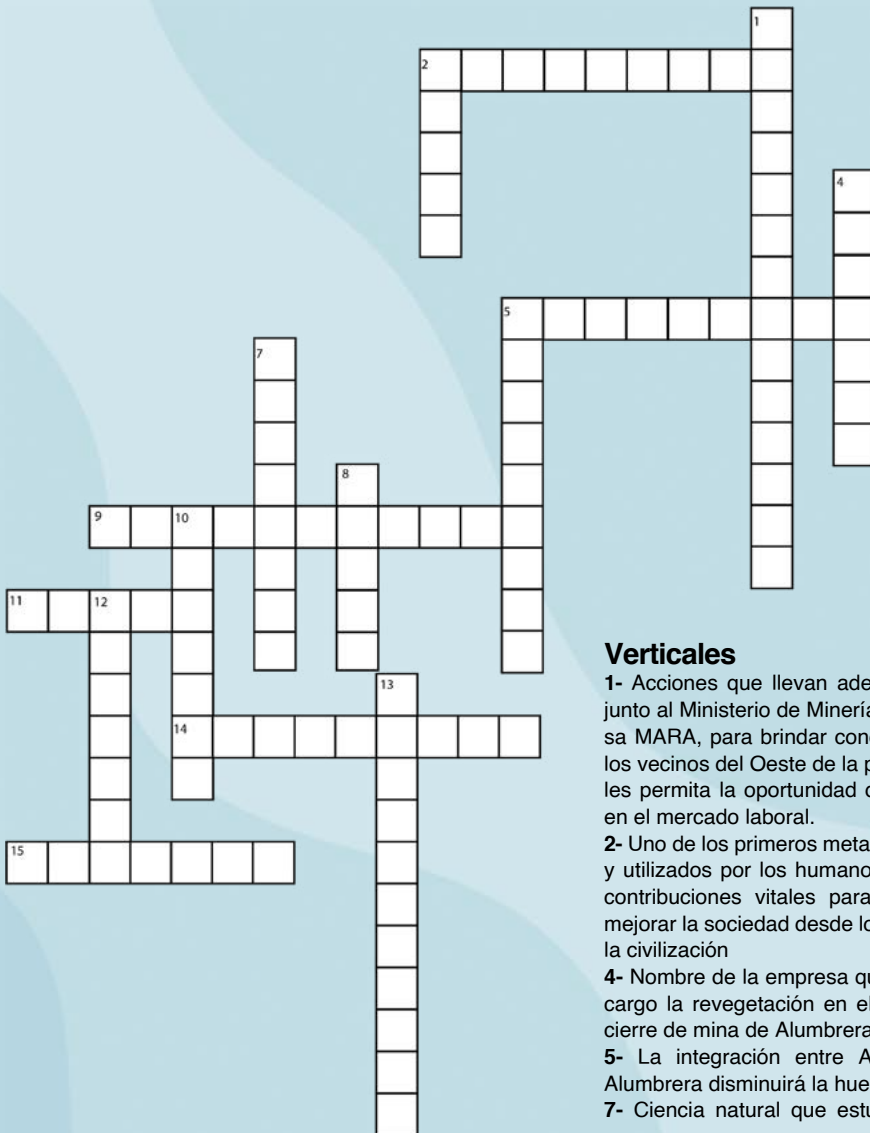 1
2
4
5
7
8
9 10
11 12
13
14
15
Verticales
1- Acciones que llevan ade
junto al Ministerio de Minería
sa MARA, para brindar con
los vecinos del Oeste de la p
les permita la oportunidad
en el mercado laboral.
2- Uno de los primeros meta
y utilizados por los humano
contribuciones vitales para
mejorar la sociedad desde lo
la civilización
4- Nombre de la empresa qu
cargo la revegetación en el
cierre de mina de Alumbrera
5- La integración entre A
Alumbrera disminuirá la hue
7- Ciencia natural que estu